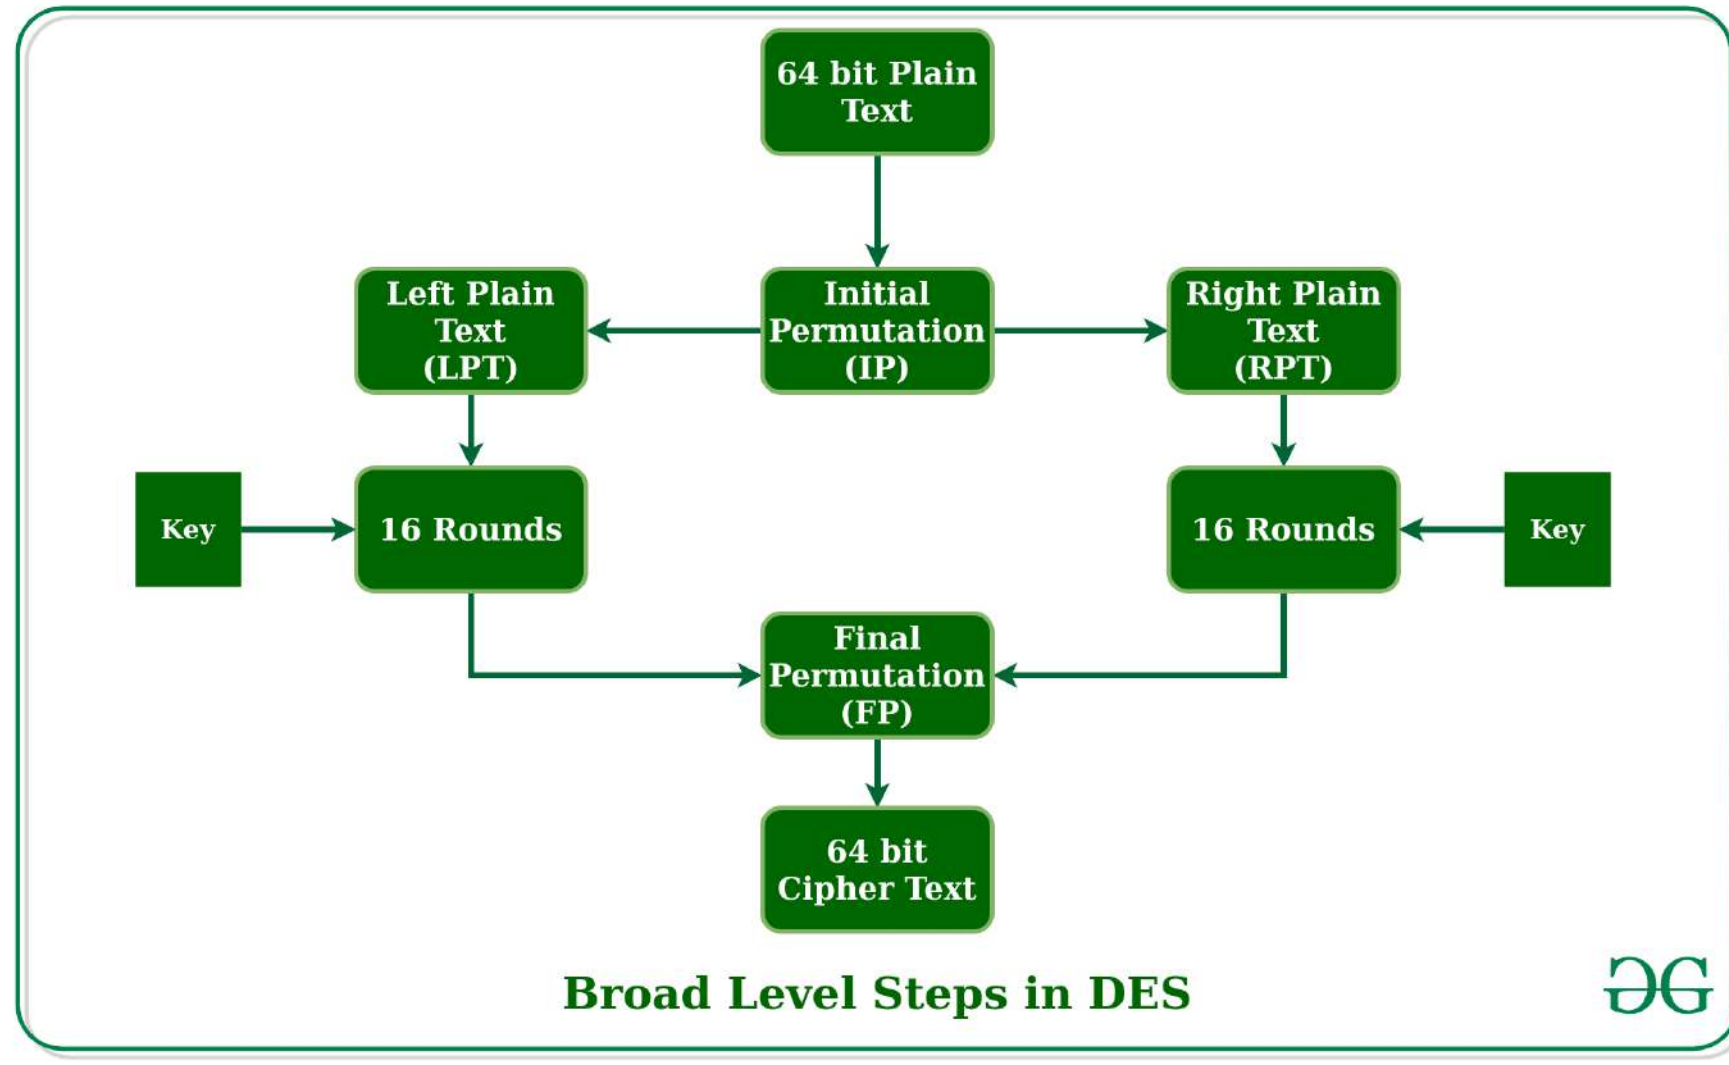 64 bit Plain
Text
Left Plain
Text
(LPT)
Initial
Permutation
(IP)
Right Plain
Text
(RPT)
Key
16 Rounds
16 Rounds
Key
Final
Permutation
(FP)
64 bit
Cipher Text
Broad Level Steps in DES